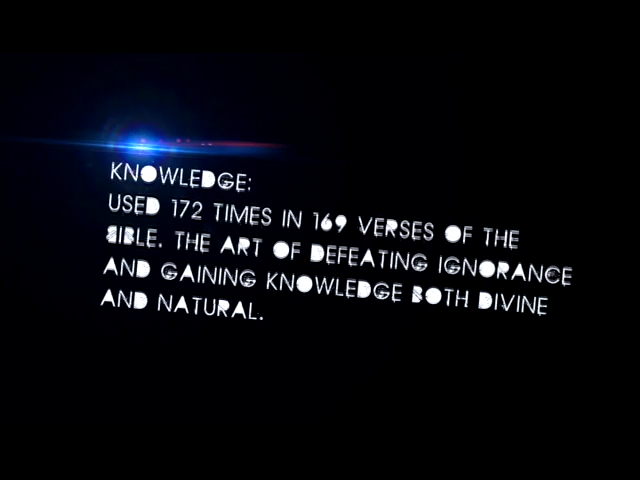 KNOWLEDGE:
USED 172 TIMES IN 169 VERSES OF THE
BIBLE. THE ART OF DEFEATING IGNORANCE
AND GAINING KNOWLEDGE BOTH DIVINE
AND NATURAL.